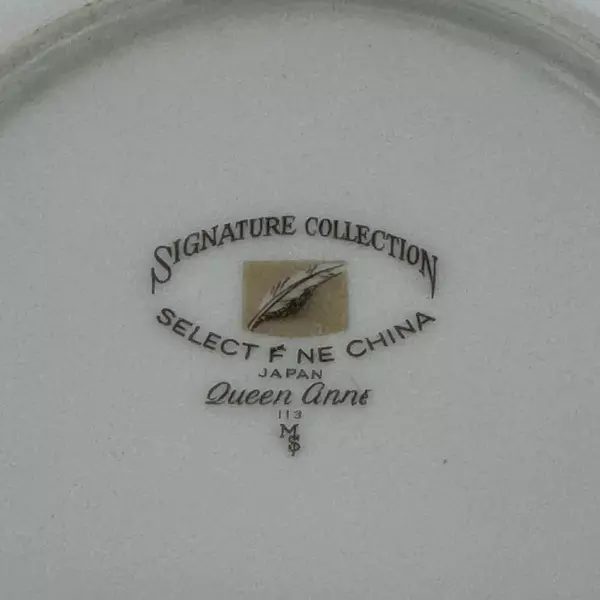 SIGNATURE COLLECTION
SELECT F NE CHINA
JAPAN
Queen Anne
113
MS